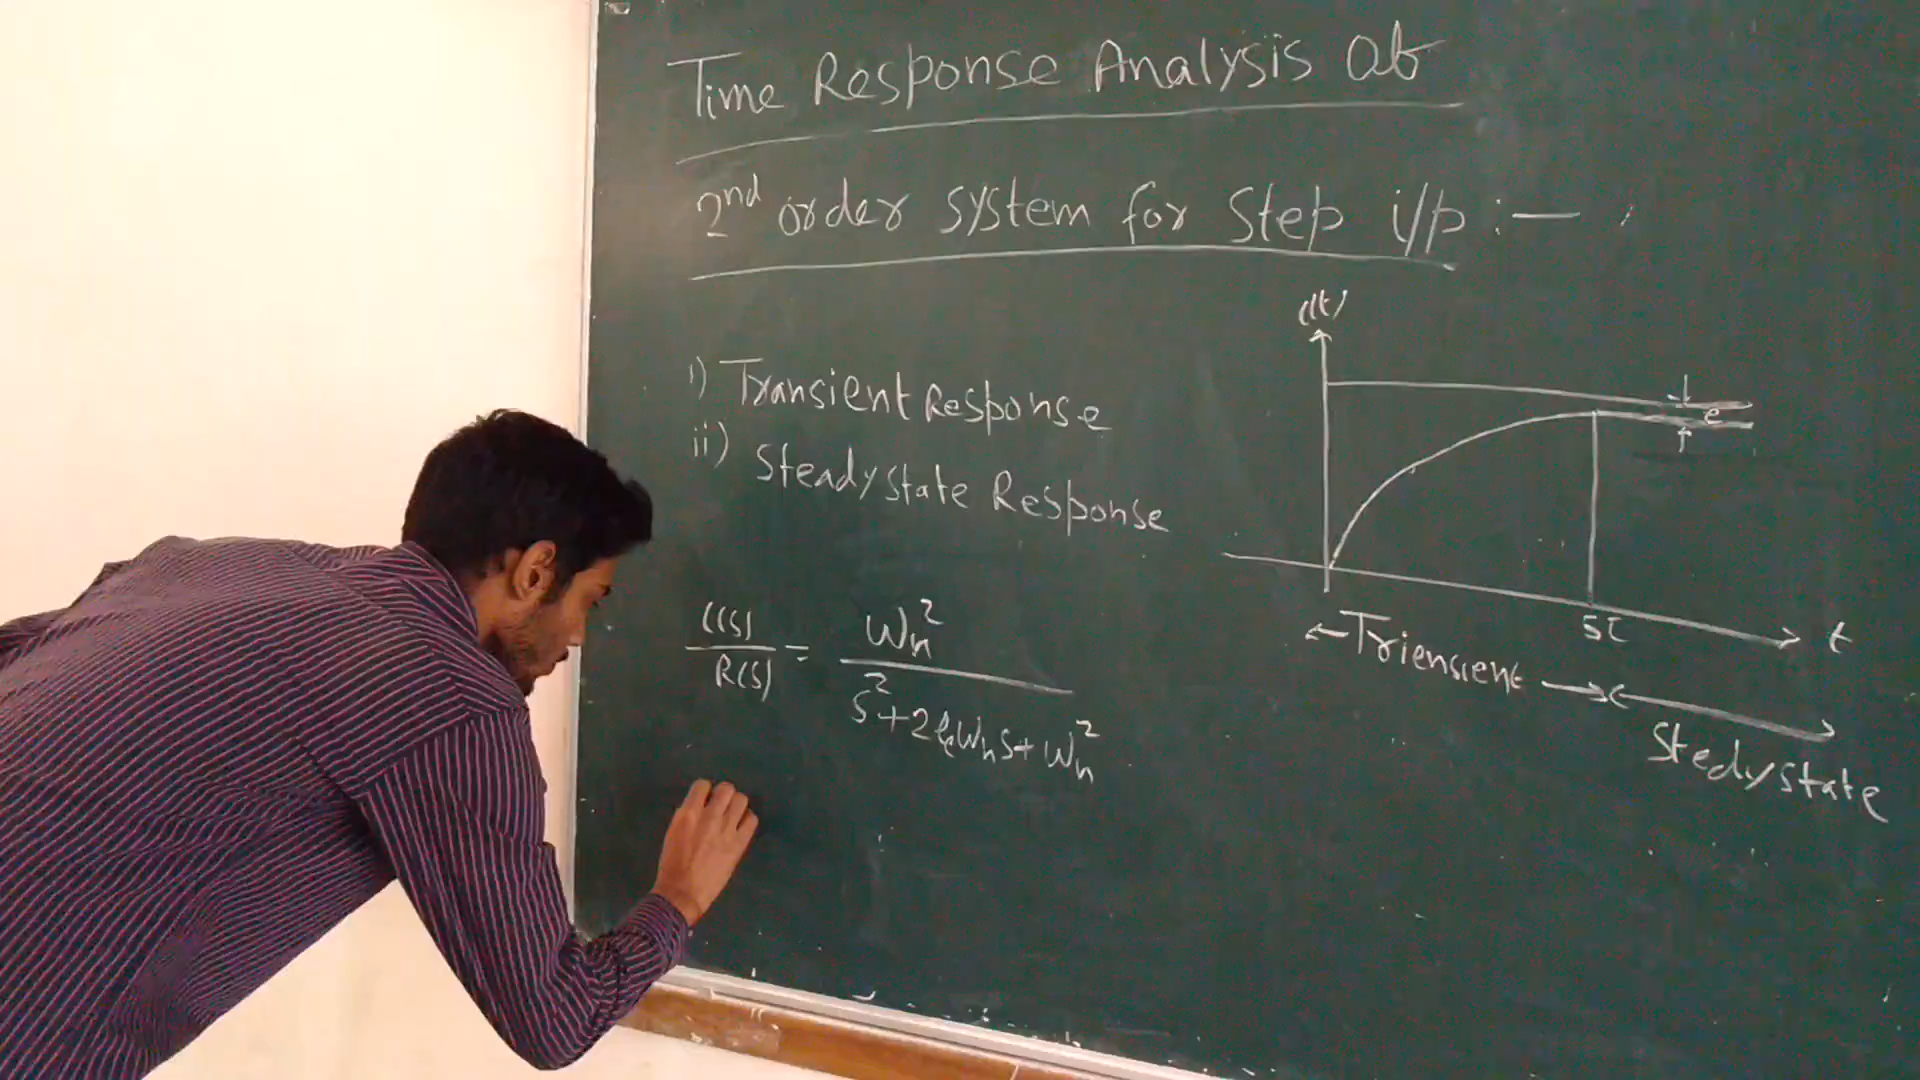 Time Response Analysis of
2nd order system for Step i/p :-
i) Transient Response
ii) Steady State Response
C(s)/R(s) = ωn²/(s²+2ξωns+ωn²)
C(t)
e
5τ
t
←Triensient→
Stedy state